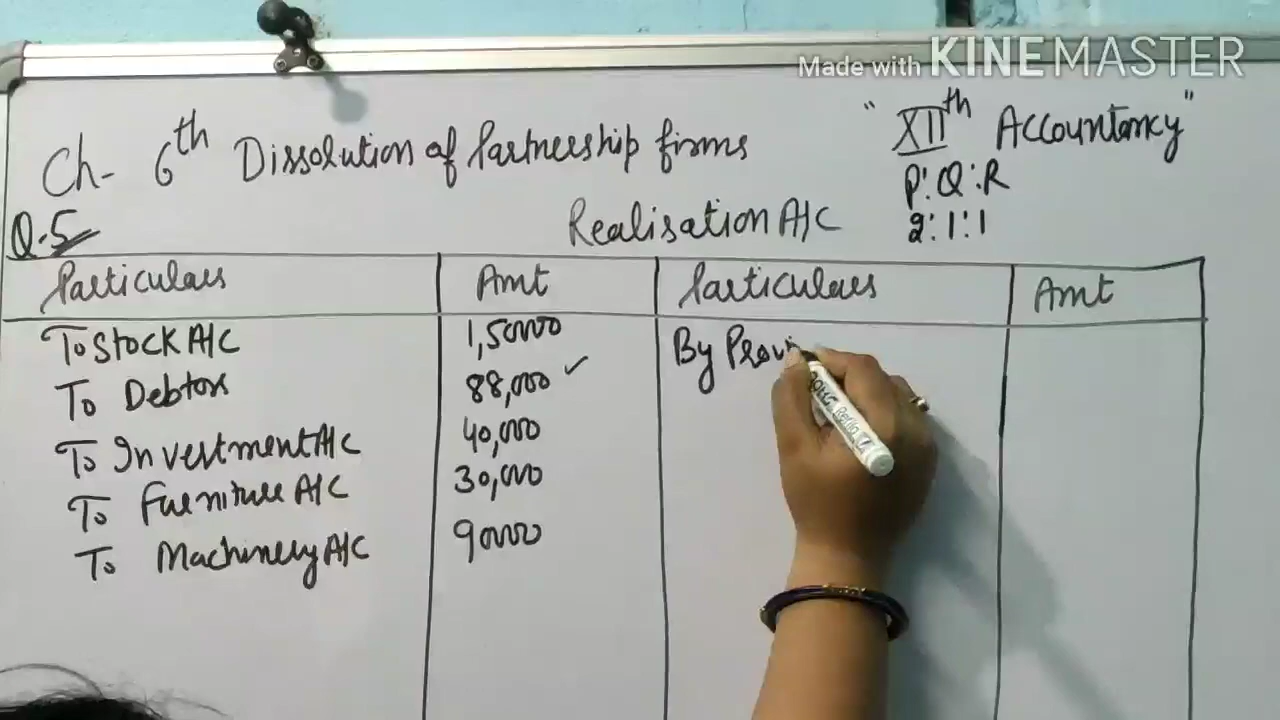 Made with KINEMASTER
Ch- 6th Dissolution of Partnership firms
" XIIth Accountancy "
P:Q:R
2:1:1
Q.5
Realisation A/C
Particulars Amt Particulars Amt
To Stock A/C 1,50000 By Provi
To Debtors 88,000 ✓
To Investment A/C 40,000
To Furniture A/C 30,000
To Machinery A/C 90000